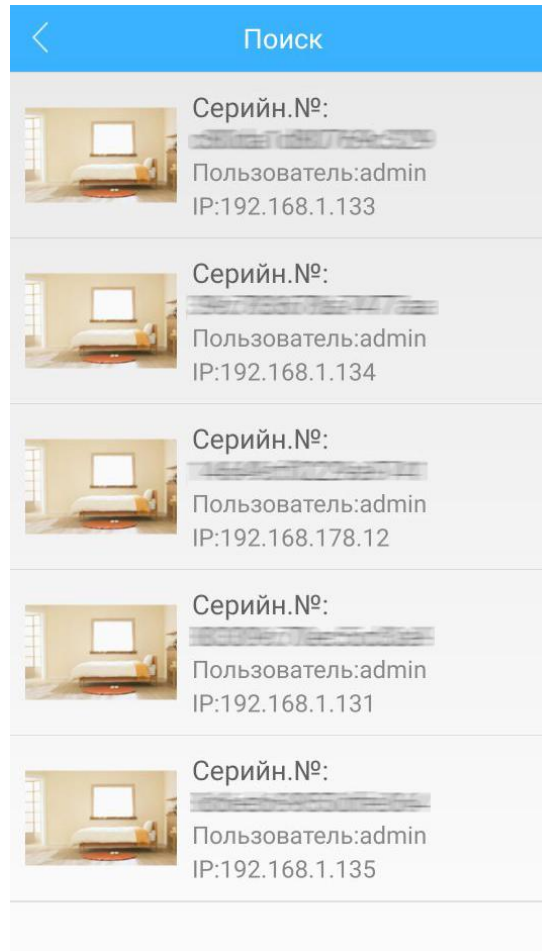 Поиск
Серийн.№:
Пользователь:admin
IP:192.168.1.133
Серийн.№:
Пользователь:admin
IP:192.168.1.134
Серийн.№:
Пользователь:admin
IP:192.168.178.12
Серийн.№:
Пользователь:admin
IP:192.168.1.131
Серийн.№:
Пользователь:admin
IP:192.168.1.135